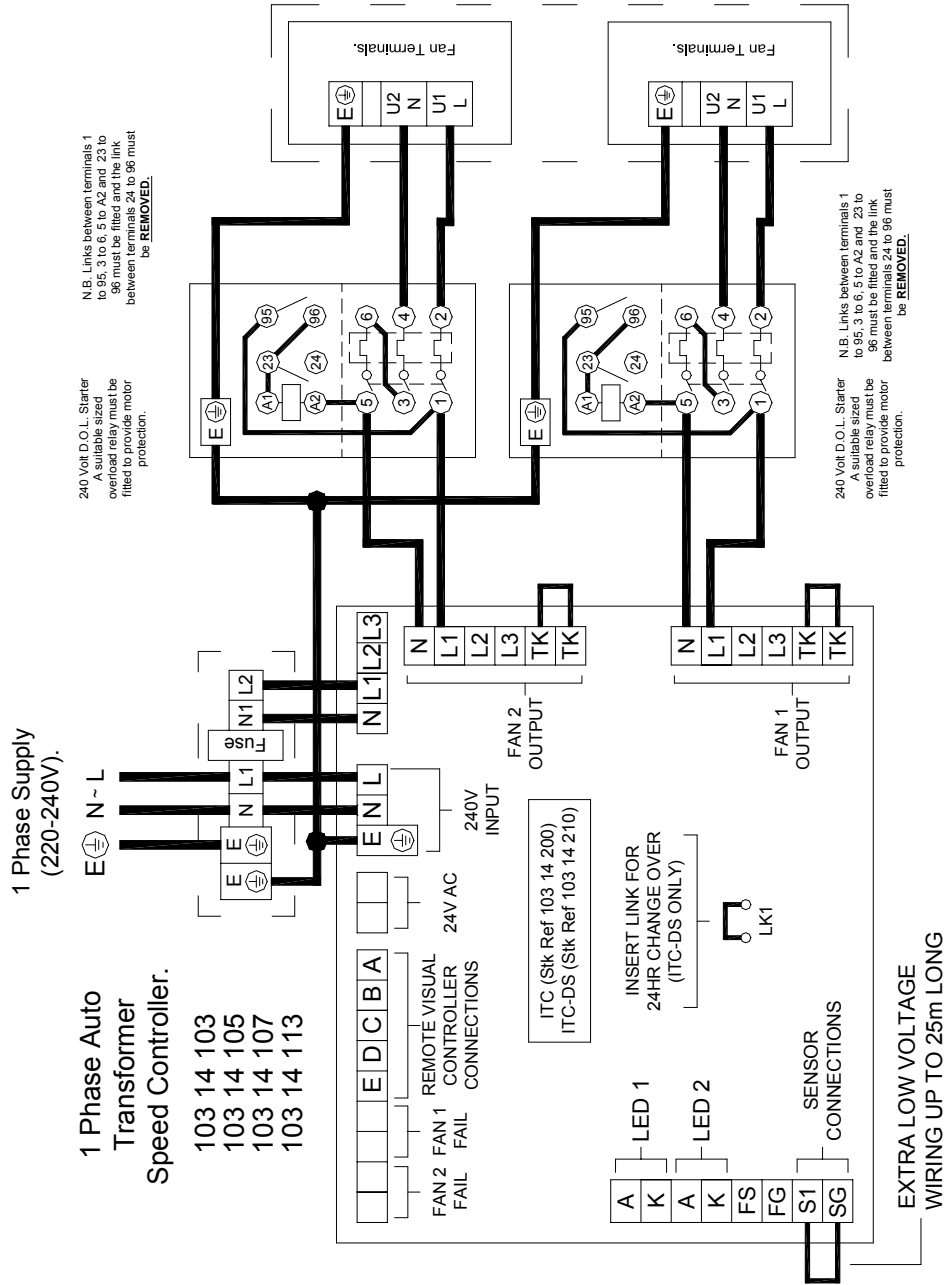 1 Phase Supply
(220-240V).
E N ~ L
1 Phase Auto
Transformer
Speed Controller.
103 14 103
103 14 105
103 14 107
103 14 113
E E N L1 Fuse N1 L2
240 Volt D.O.L. Starter
A suitable sized
overload relay must be
fitted to provide motor
protection.
N.B. Links between terminals 1
to 95, 3 to 6, 5 to A2 and 23 to
96 must be fitted and the link
between terminals 24 to 96 must
be REMOVED.
E
A1 23 95
A2 24 96
5 6
3 4
1 2
Fan Terminals.
E
U2
N
U1
L
E
A1 23 95
A2 24 96
5 6
3 4
1 2
Fan Terminals.
E
U2
N
U1
L
240 Volt D.O.L. Starter
A suitable sized
overload relay must be
fitted to provide motor
protection.
N.B. Links between terminals 1
to 95, 3 to 6, 5 to A2 and 23 to
96 must be fitted and the link
between terminals 24 to 96 must
be REMOVED.
E D C B A
E N L
N L1 L2 L3
FAN 2
FAIL
FAN 1
FAIL
REMOTE VISUAL
CONTROLLER
CONNECTIONS
24V AC
240V
INPUT
N
L1
L2
L3
TK
TK
FAN 2
OUTPUT
N
L1
L2
L3
TK
TK
FAN 1
OUTPUT
ITC (Stk Ref 103 14 200)
ITC-DS (Stk Ref 103 14 210)
INSERT LINK FOR
24HR CHANGE OVER
(ITC-DS ONLY)
LK1
A
K
A
K
FS
FG
S1
SG
LED 1
LED 2
SENSOR
CONNECTIONS
EXTRA LOW VOLTAGE
WIRING UP TO 25m LONG